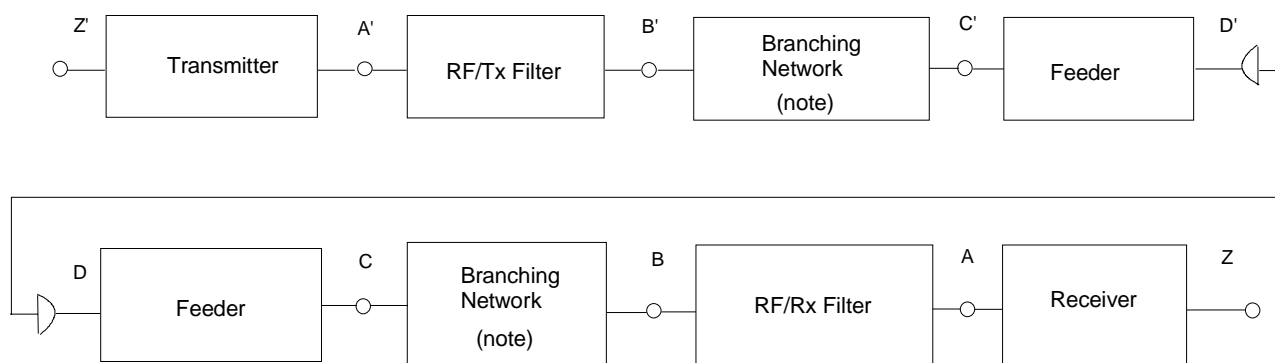 Z'
Transmitter
A'
RF/Tx Filter
B'
Branching
Network
(note)
C'
Feeder
D'
D
Feeder
C
Branching
Network
(note)
B
RF/Rx Filter
A
Receiver
Z